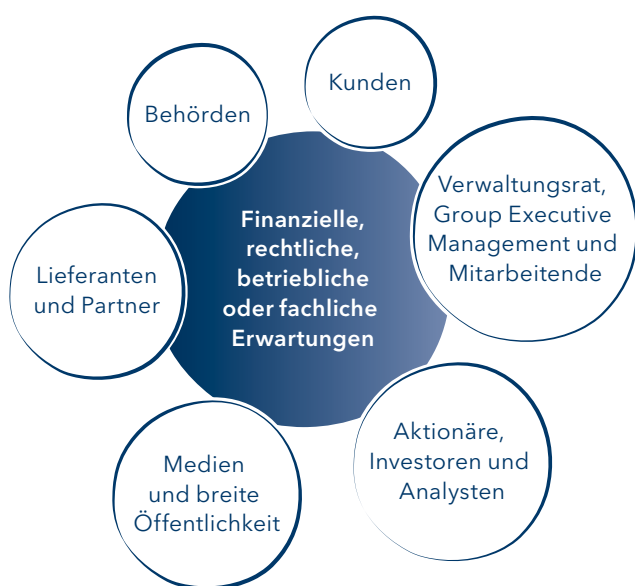 Kunden
Behörden
Verwaltungsrat,
Group Executive
Management und
Mitarbeitende
Finanzielle,
rechtliche,
betriebliche
oder fachliche
Erwartungen
Lieferanten
und Partner
Aktionäre,
Investoren und
Analysten
Medien
und breite
Öffentlichkeit